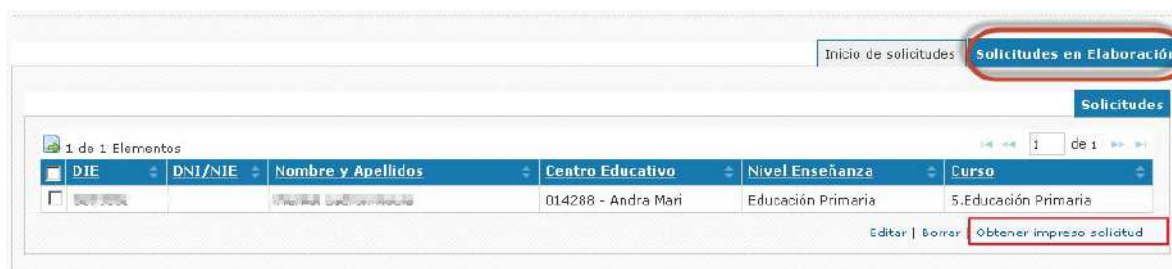 Inicio de solicitudes Solicitudes en Elaboración
Solicitudes
1 de 1 Elementos 1 de 1
DIE DNI/NIE Nombre y Apellidos Centro Educativo Nivel Enseñanza Curso
014288 - Andra Mari Educación Primaria 5.Educación Primaria
Editar | Borrar | Obtener impreso solicitud